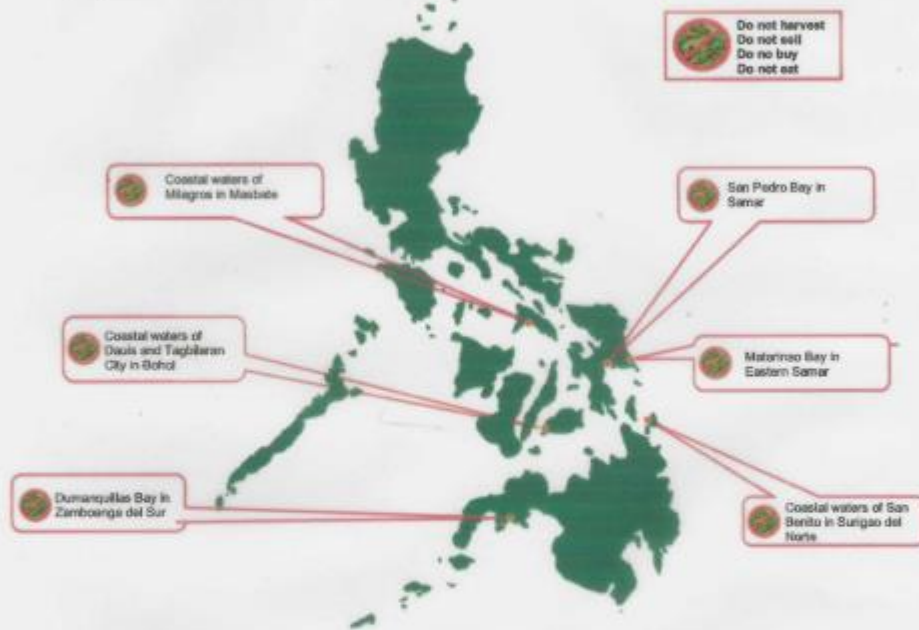 Do not harvest
Do not sell
Do no buy
Do not eat
Coastal waters of
Milagros in Masbate
San Pedro Bay in
Samar
Coastal waters of
Dauis and Tagbilaran
City in Bohol
Matarinao Bay in
Eastern Samar
Dumanquillas Bay in
Zamboanga del Sur
Coastal waters of San
Benito in Surigao del
Norte